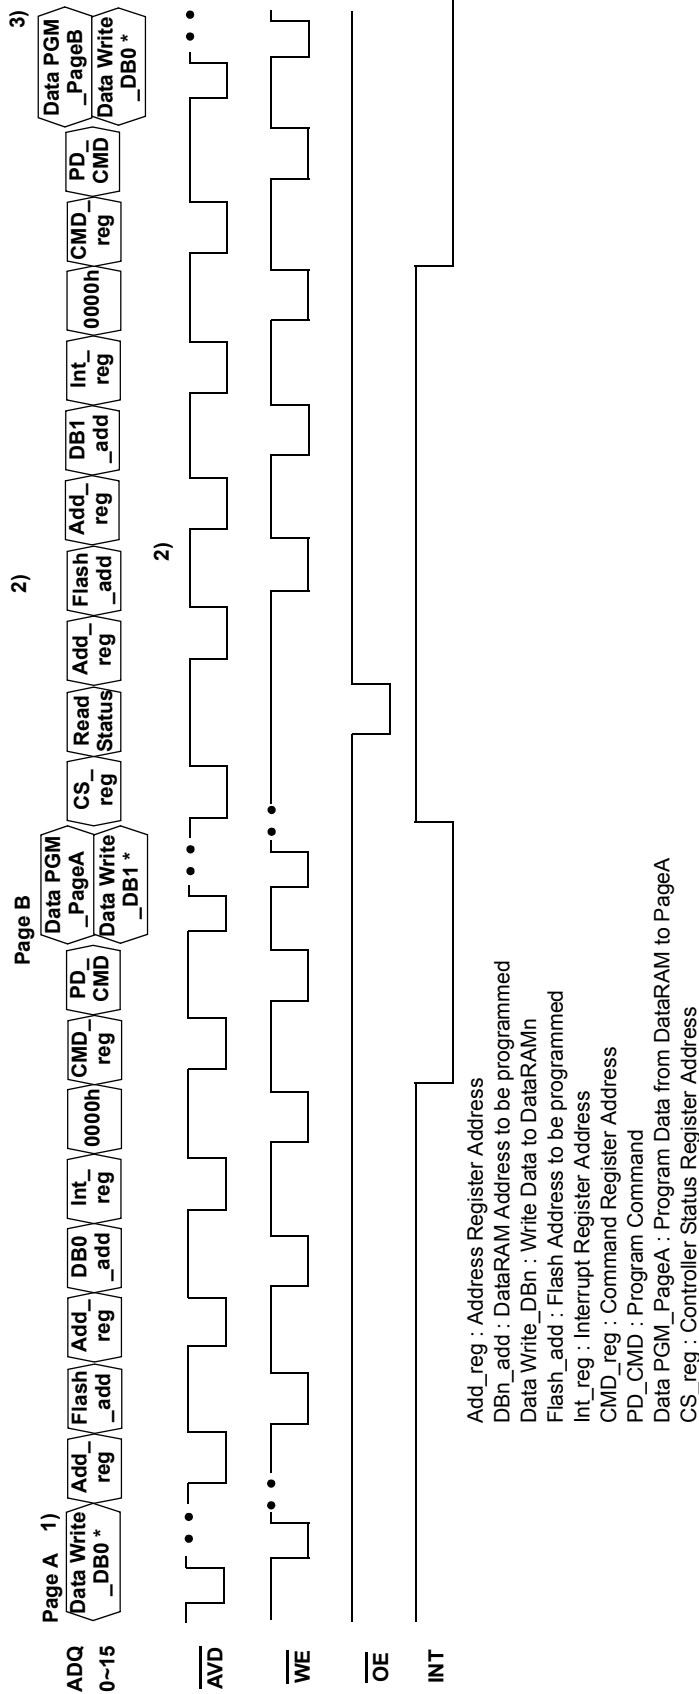 Page A 1)
Page B
2)
3)
ADQ
0~15
Data Write
_DB0 *
Add_
reg
Flash
_add
Add_
reg
DB0
_add
Int_
reg
0000h
CMD_
reg
PD_
CMD
Data PGM
_PageA
Data Write
_DB1 *
CS_
reg
Read
Status
Add_
reg
Flash
_add
Add_
reg
DB1
_add
Int_
reg
0000h
CMD_
reg
PD_
CMD
Data PGM
_PageB
Data Write
_DB0 *
2)
AVD
WE
OE
INT
Add_reg : Address Register Address
DBn_add : DataRAM Address to be programmed
Data Write_DBn : Write Data to DataRAMn
Flash_add : Flash Address to be programmed
Int_reg : Interrupt Register Address
CMD_reg : Command Register Address
PD_CMD : Program Command
Data PGM_PageA : Program Data from DataRAM to PageA
CS_reg : Controller Status Register Address